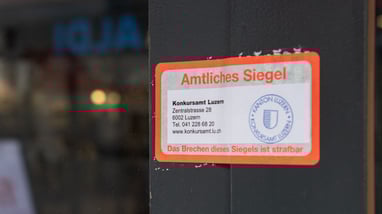 ALDI
Amtliches Siegel
Konkursamt Luzern
Zentralstrasse 28
6002 Luzern
Tel. 041 228 68 20
www.konkursamt.lu.ch
KANTON LUZERN
KONKURSAMT LUZERN
Das Brechen dieses Siegels ist strafbar